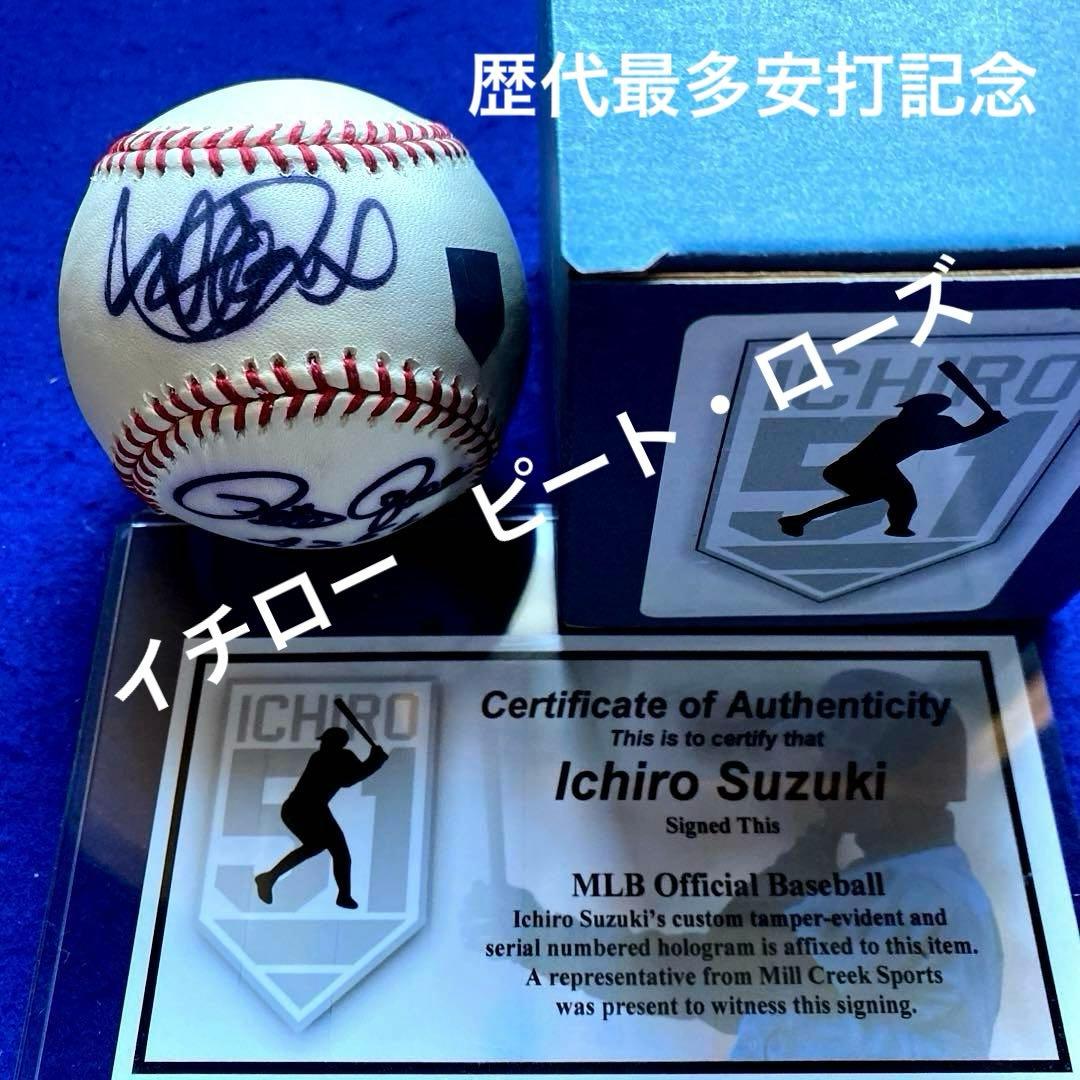 歴代最多安打記念
イチロー ピート・ローズ
ICHIRO
51
ICHIRO
51
Certificate of Authenticity
This is to certify that
Ichiro Suzuki
Signed This
MLB Official Baseball
Ichiro Suzuki's custom tamper-evident and
serial numbered hologram is affixed to this item.
A representative from Mill Creek Sports
was present to witness this signing.